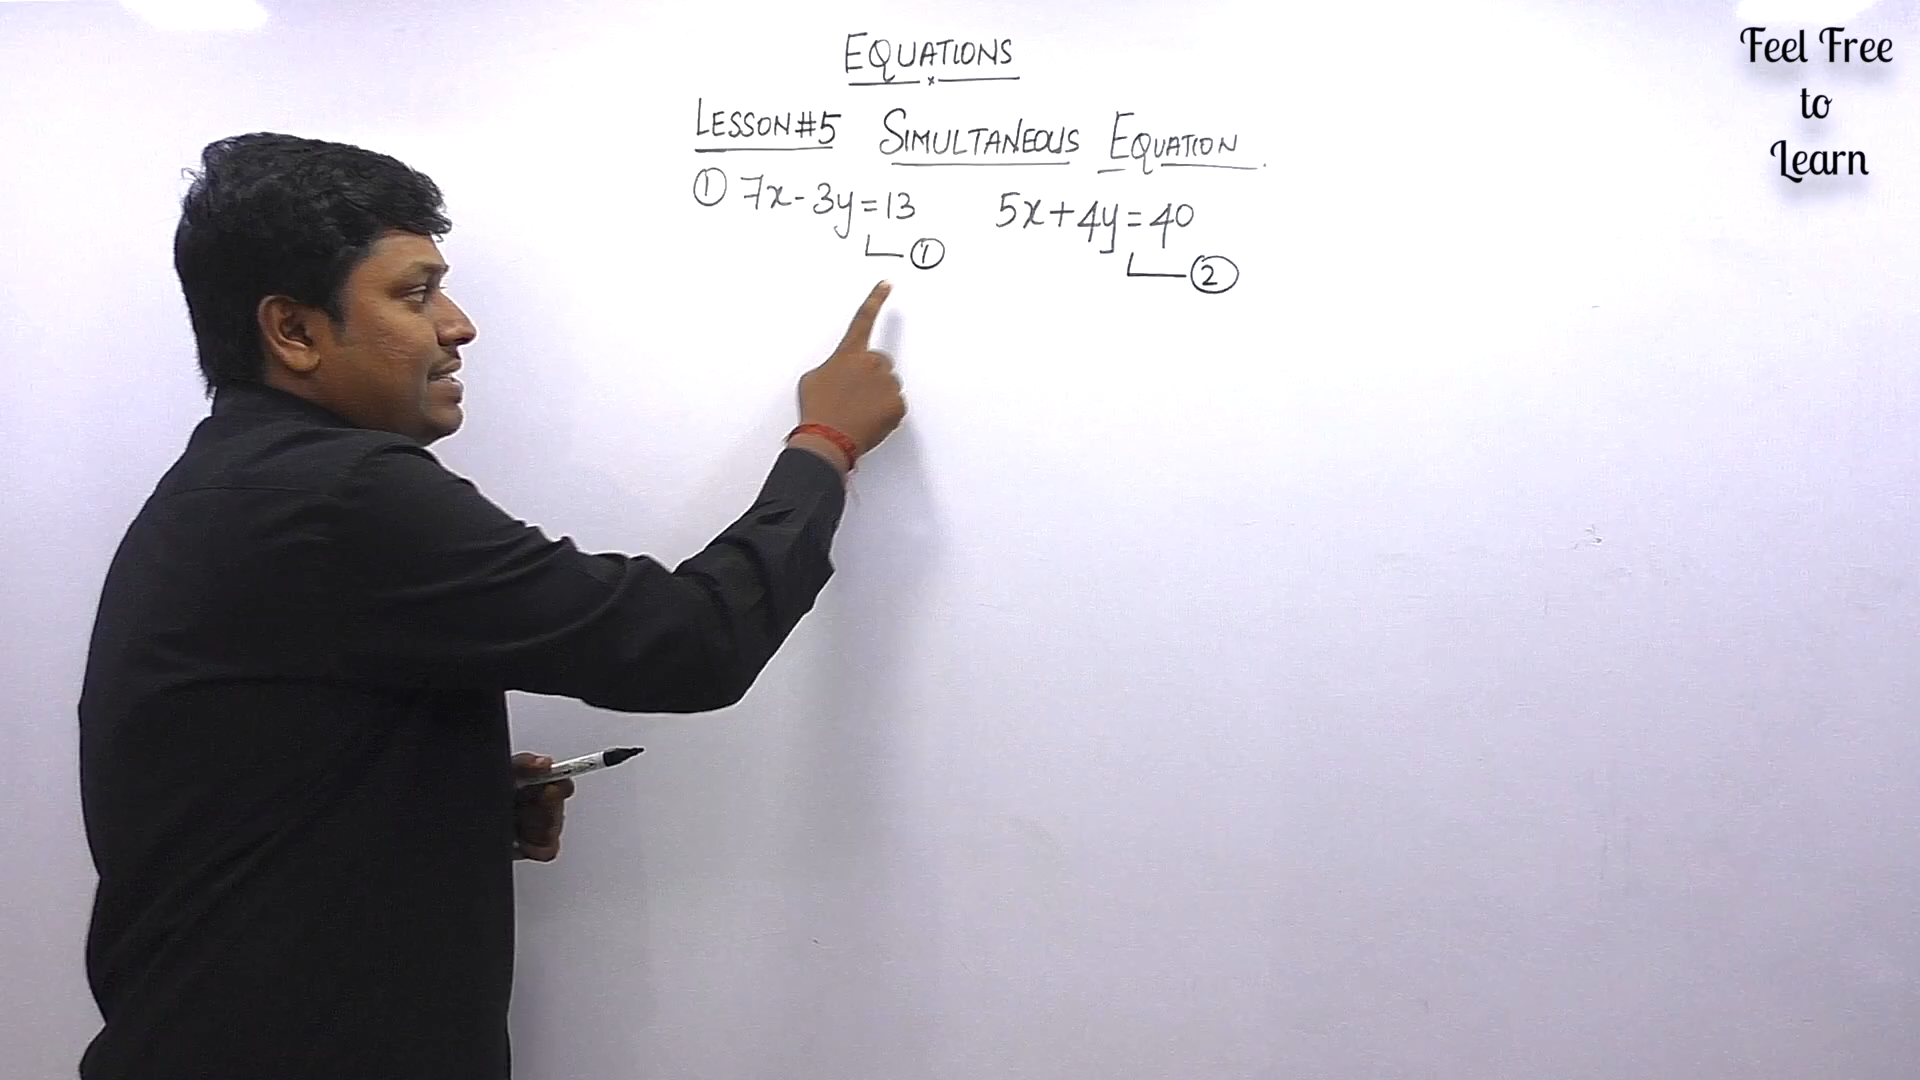 EQUATIONS
LESSON#5 SIMULTANEOUS EQUATION
① 7x-3y=13 5x+4y=40
① ②
Feel Free
to
Learn